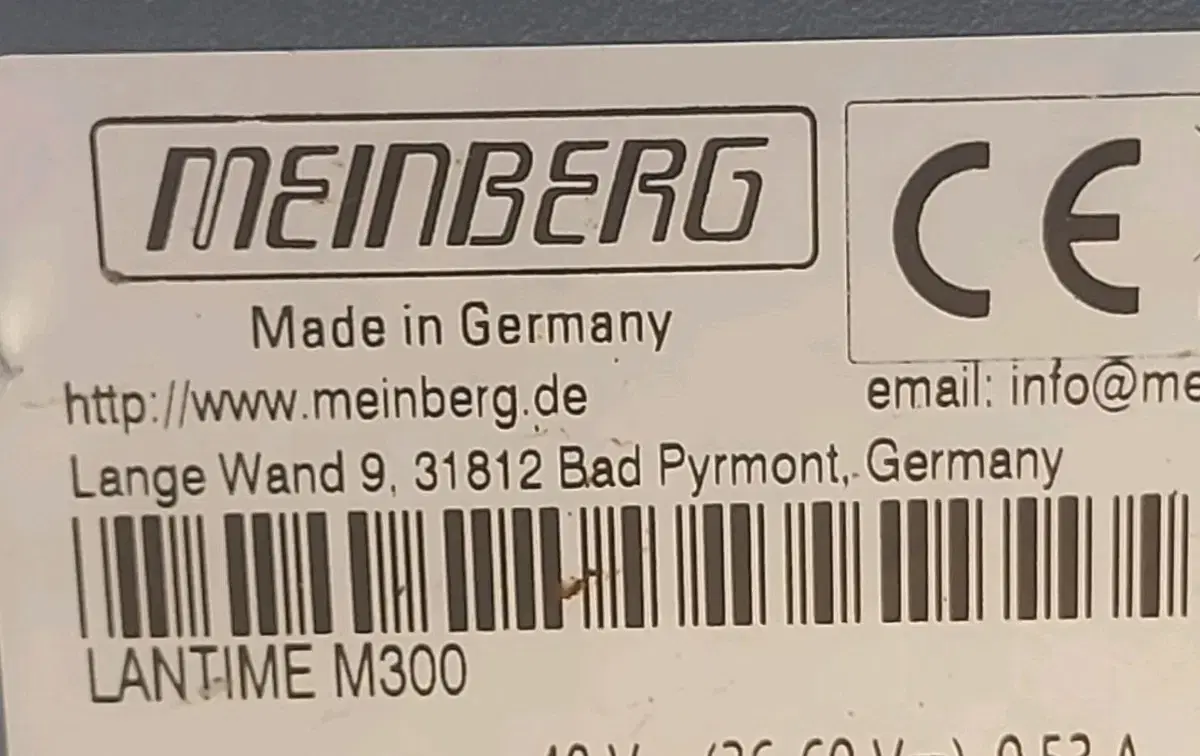 MEINBERG
CE
Made in Germany
http://www.meinberg.de
email: info@me
Lange Wand 9, 31812 Bad Pyrmont, Germany
LANTIME M300